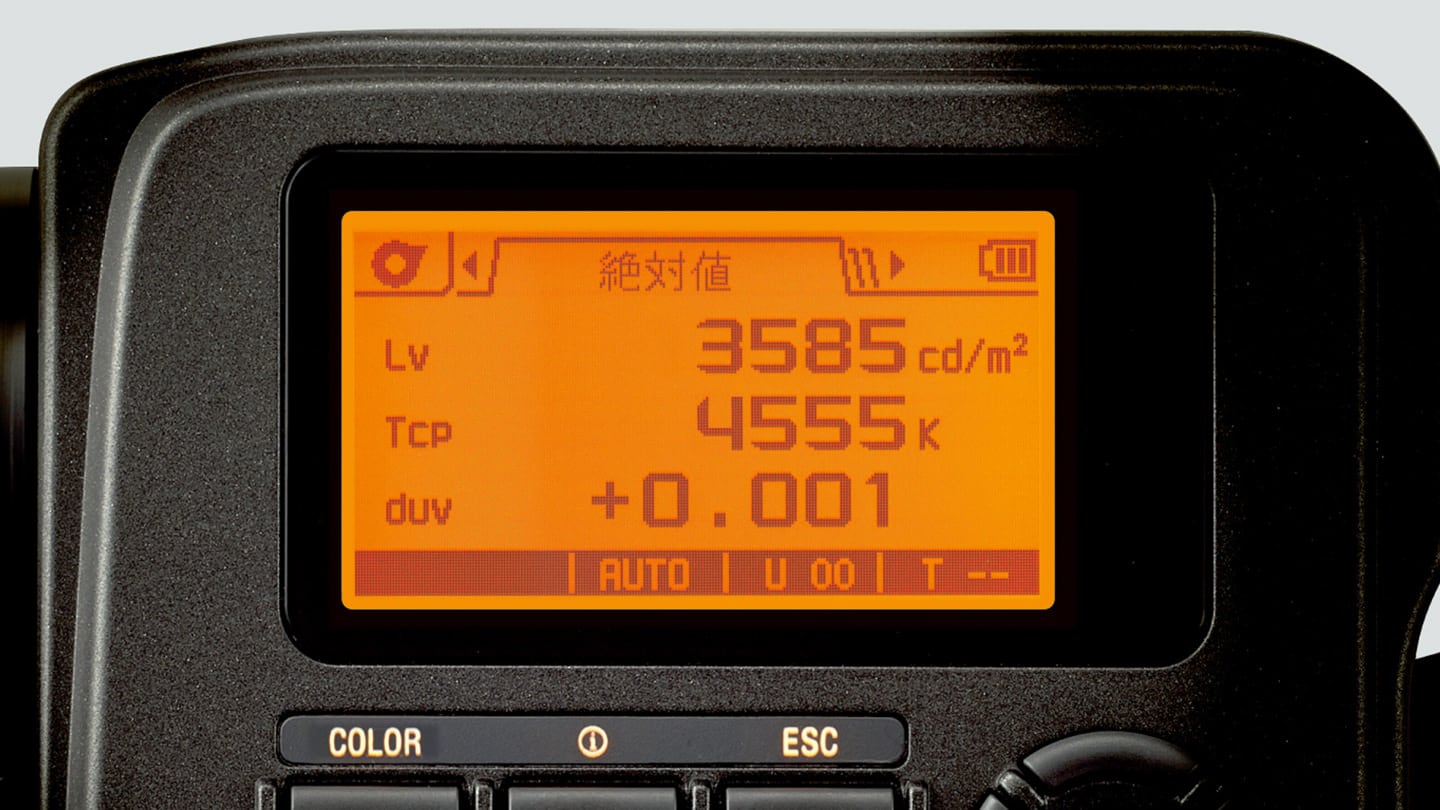 絶対値
Lv 3585 cd/m²
Tcp 4555 K
duv +0.001
AUTO U 00 T --
COLOR ESC